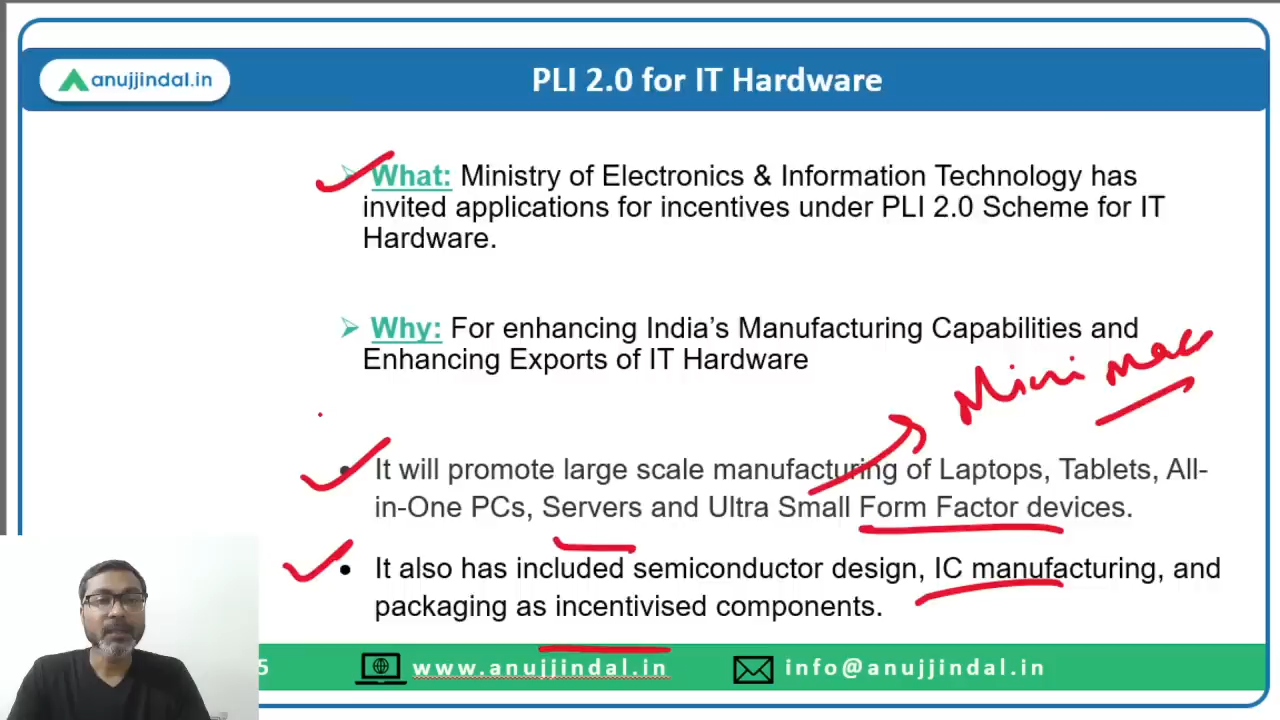 anujjindal.in
PLI 2.0 for IT Hardware
What: Ministry of Electronics & Information Technology has
invited applications for incentives under PLI 2.0 Scheme for IT
Hardware.
Why: For enhancing India's Manufacturing Capabilities and
Enhancing Exports of IT Hardware
Mini mac
• It will promote large scale manufacturing of Laptops, Tablets, All-
in-One PCs, Servers and Ultra Small Form Factor devices.
• It also has included semiconductor design, IC manufacturing, and
packaging as incentivised components.
5
www.anujjindal.in
info@anujjindal.in